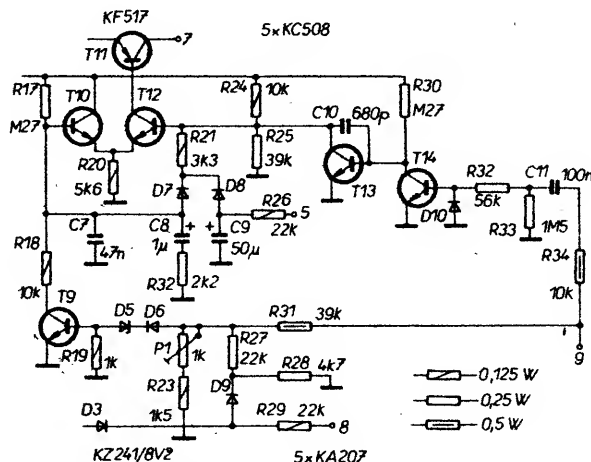 KF517
7
5×KC508
T11
R17
M27
T10
T12
R24
10k
R30
M27
C10
680p
R21
3k3
R25
39k
T13
T14
R20
5k6
D7
D8
R26
22k
5
D10
R32
56k
C11
100n
R33
1M5
R34
10k
C7
47n
C8
1µ
+
+
C9
50µ
R18
10k
R32
2k2
T9
R19
1k
D5
D6
P1
1k
R31
39k
9
R27
22k
R28
4k7
R23
1k5
D9
D3
R29
22k
8
0,125 W
0,25 W
0,5 W
KZ241/8V2
5×KA207